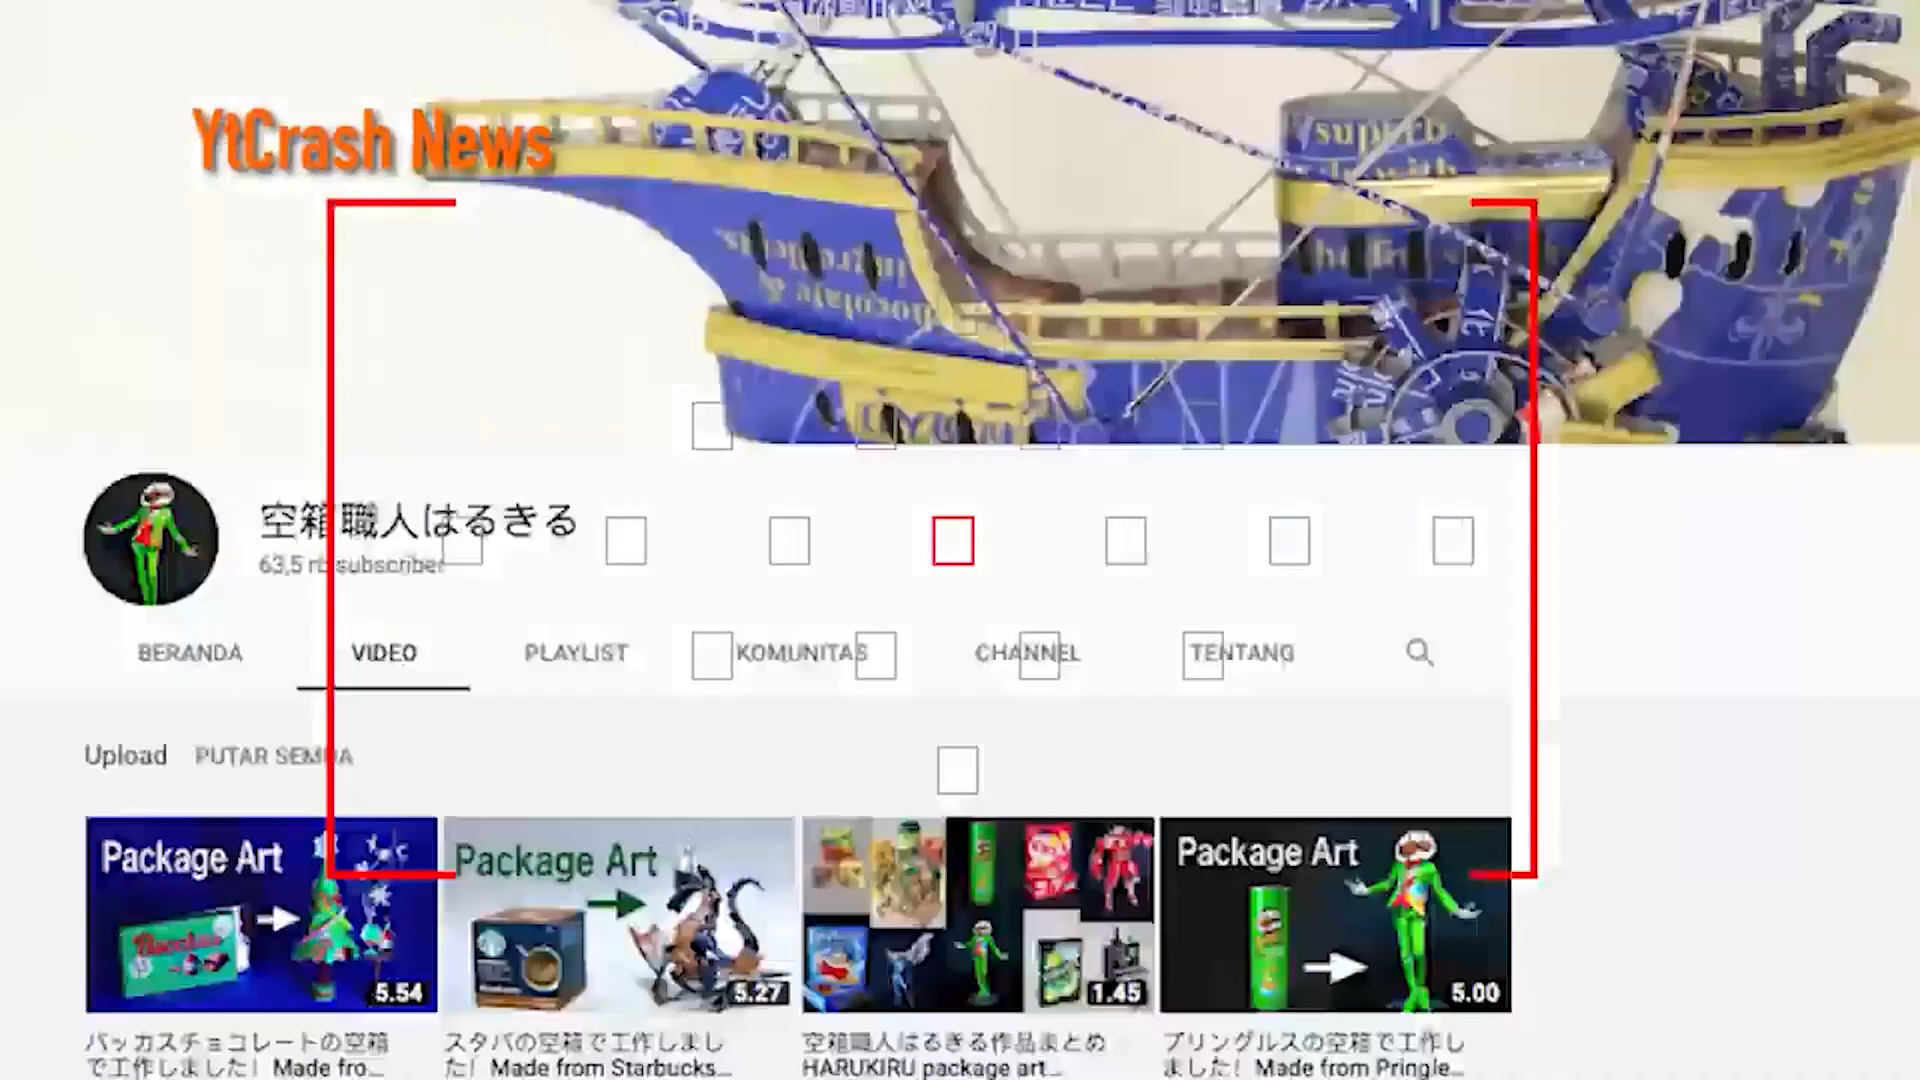 YtCrash News
superb
chocolate &
空箱職人はるきる
63,5 rb subscriber
BERANDA
VIDEO
PLAYLIST
KOMUNITAS
CHANNEL
TENTANG
Upload
PUTAR SEMUA
Package Art
5.54
Package Art
5.27
1.45
Package Art
5.00
バッカスチョコレートの空箱
で工作しました! Made fro...
スタバの空箱で工作しまし
た! Made from Starbucks...
空箱職人はるきる作品まとめ
HARUKIRU package art...
プリングルスの空箱で工作し
ました! Made from Pringle...